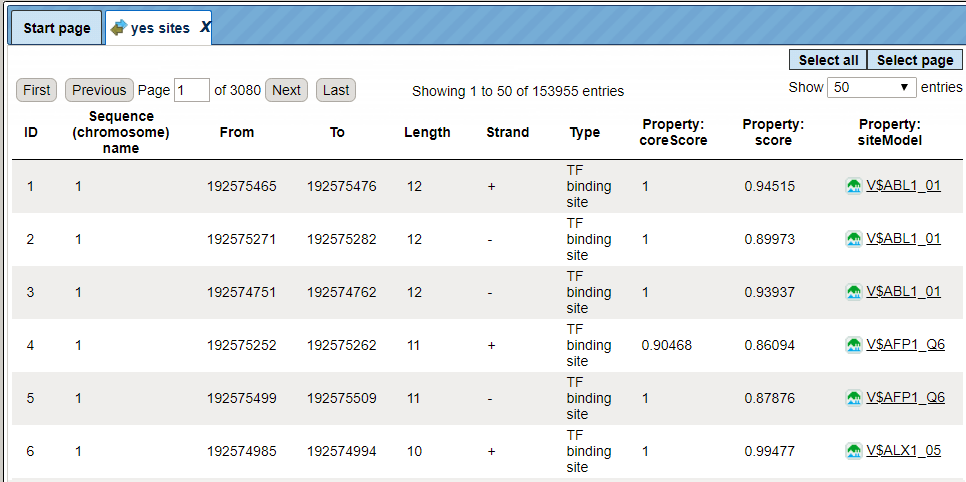 Start page
yes sites X
Select all Select page
First Previous Page 1 of 3080 Next Last Showing 1 to 50 of 153955 entries Show 50 entries
ID Sequence (chromosome) name From To Length Strand Type Property: coreScore Property: score Property: siteModel
1 1 192575465 192575476 12 + TF binding site 1 0.94515 V$ABL1_01
2 1 192575271 192575282 12 - TF binding site 1 0.89973 V$ABL1_01
3 1 192574751 192574762 12 - TF binding site 1 0.93937 V$ABL1_01
4 1 192575252 192575262 11 + TF binding site 0.90468 0.86094 V$AFP1_Q6
5 1 192575499 192575509 11 - TF binding site 1 0.87876 V$AFP1_Q6
6 1 192574985 192574994 10 + TF binding site 1 0.99477 V$ALX1_05